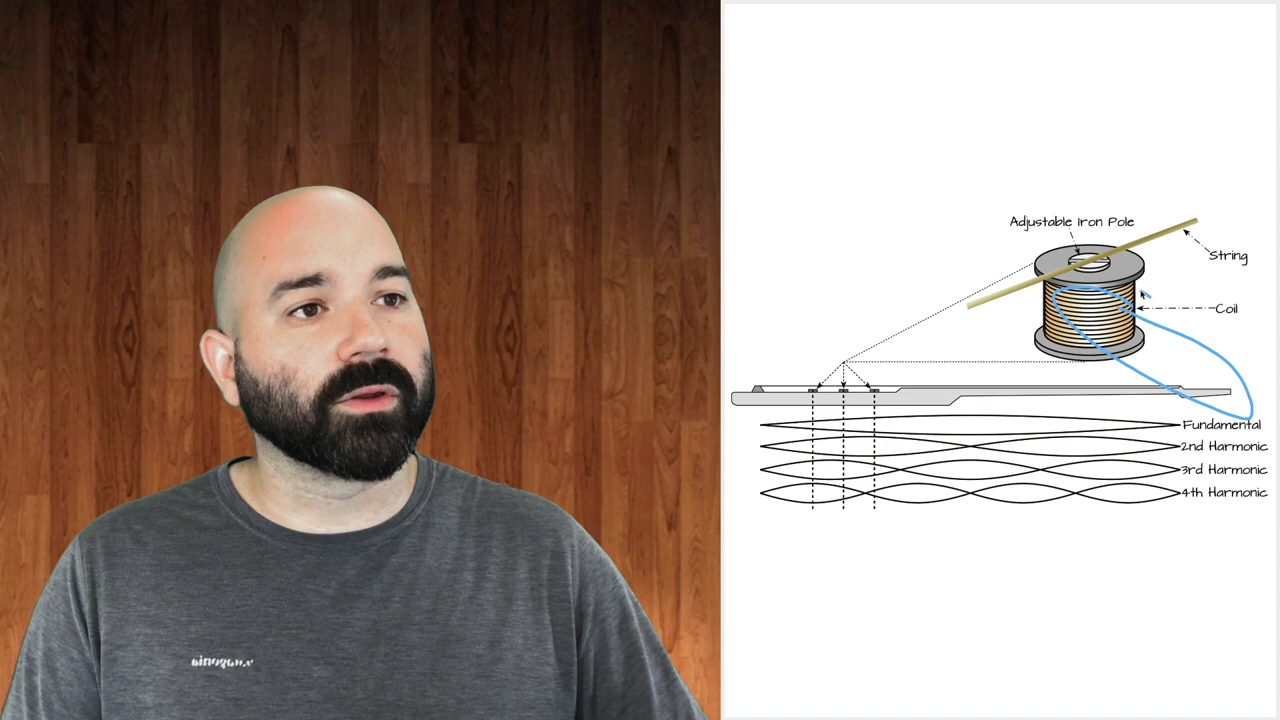 Adjustable Iron Pole
String
Coil
Fundamental
2nd Harmonic
3rd Harmonic
4th Harmonic